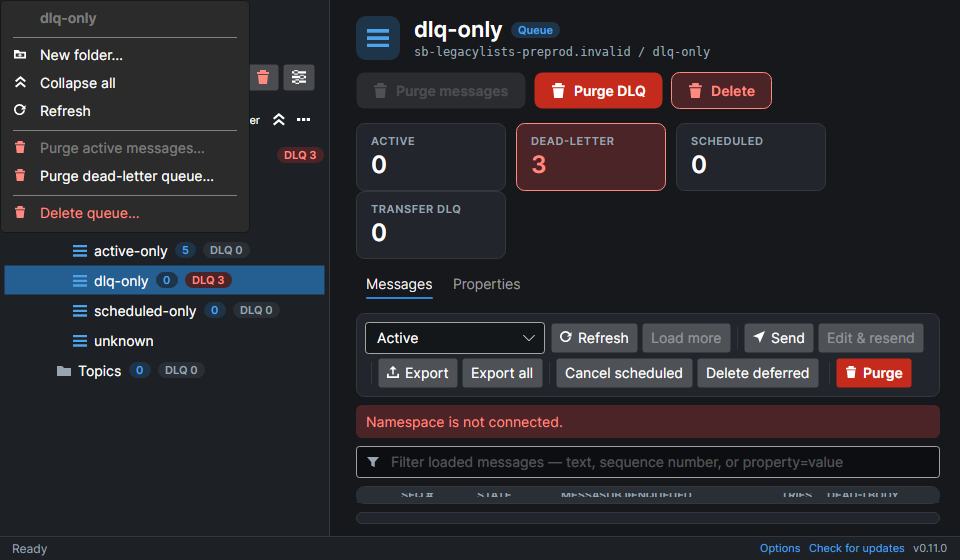 dlq-only
New folder...
Collapse all
Refresh
Purge active messages...
Purge dead-letter queue...
Delete queue...
er
DLQ 3
active-only 5 DLQ 0
dlq-only 0 DLQ 3
scheduled-only 0 DLQ 0
unknown
Topics 0 DLQ 0
dlq-only Queue
sb-legacylists-preprod.invalid / dlq-only
Purge messages Purge DLQ Delete
ACTIVE
0
DEAD-LETTER
3
SCHEDULED
0
TRANSFER DLQ
0
Messages Properties
Active Refresh Load more Send Edit & resend
Export Export all Cancel scheduled Delete deferred Purge
Namespace is not connected.
Filter loaded messages — text, sequence number, or property=value
SEQ # STATE ENQUEUED TRIES
Ready Options Check for updates v0.11.0